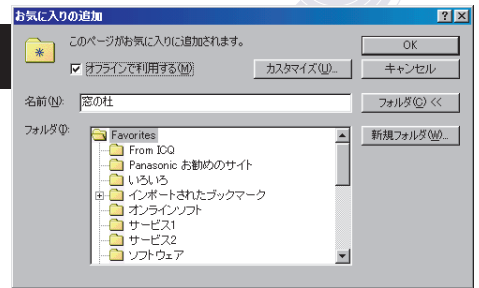 お気に入りの追加
このページがお気に入りに追加されます。
OK
オフラインで利用する(M)
カスタマイズ(U)...
キャンセル
名前(N):
窓の杜
フォルダ(C) <<
フォルダ(I):
新規フォルダ(W)...
Favorites
From ICQ
Panasonic お勧めのサイト
いろいろ
インポートされたブックマーク
オンラインソフト
サービス1
サービス2
ソフトウェア